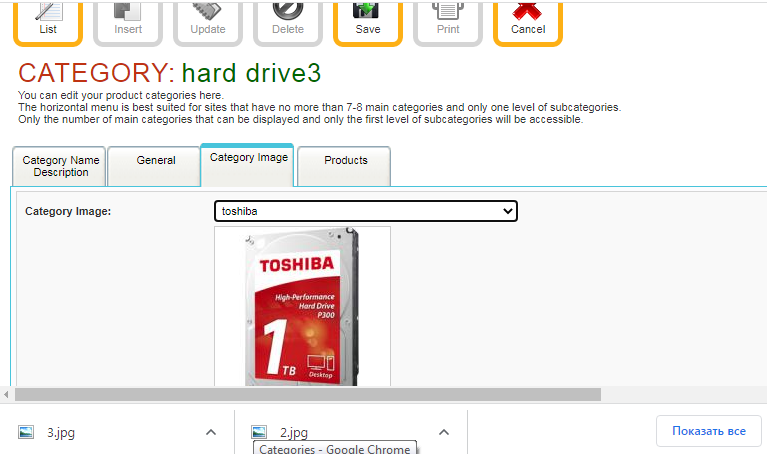 List
Insert
Update
Delete
Save
Print
Cancel
CATEGORY: hard drive3
You can edit your product categories here.
The horizontal menu is best suited for sites that have no more than 7-8 main categories and only one level of subcategories.
Only the number of main categories that can be displayed and only the first level of subcategories will be accessible.
Category Name
Description
General
Category Image
Products
Category Image:
toshiba
TOSHIBA
High-Performance
Hard Drive
P300
1
TB
Desktop
3.jpg
2.jpg
Показать все
Categories - Google Chrome